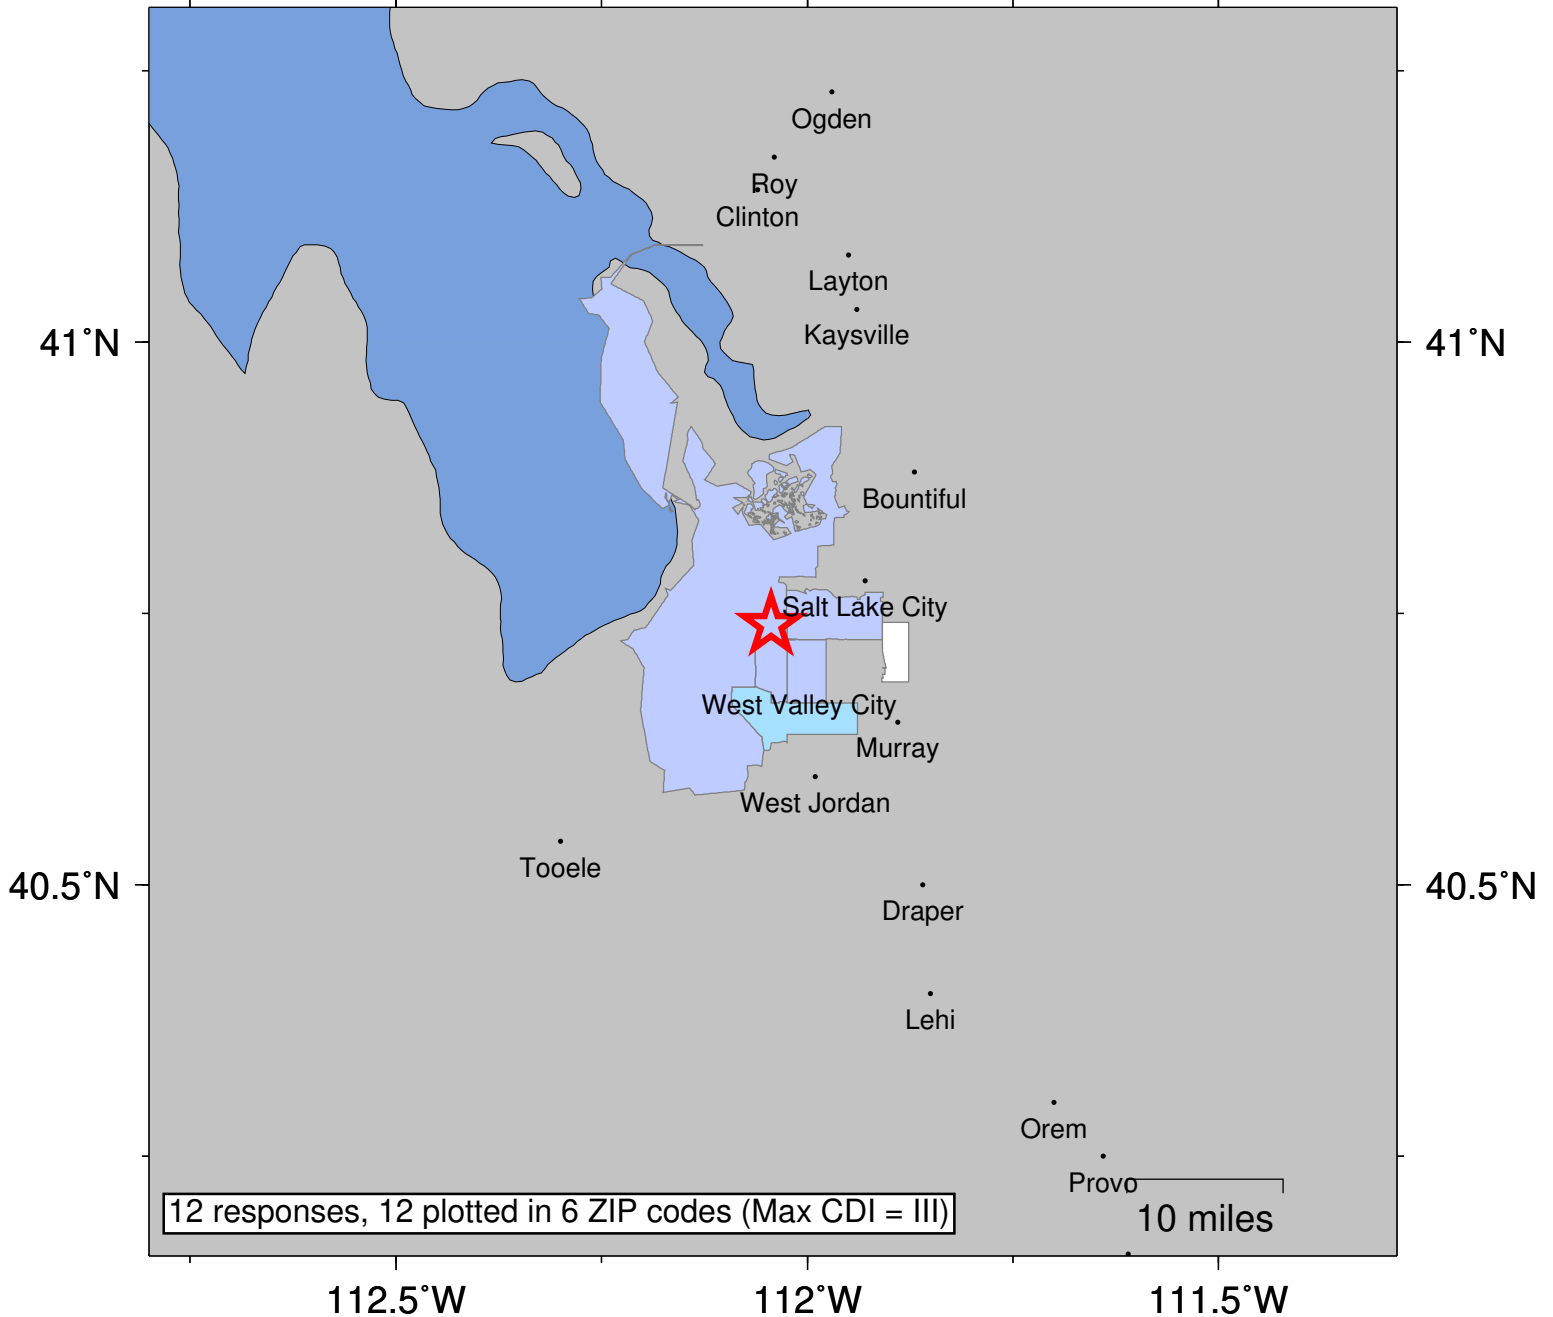 Ogden
Roy
Clinton
Layton
Kaysville
41°N
41°N
Bountiful
Salt Lake City
West Valley City
Murray
West Jordan
Tooele
40.5°N
40.5°N
Draper
Lehi
Orem
Provo
12 responses, 12 plotted in 6 ZIP codes (Max CDI = III)
10 miles
112.5°W
112°W
111.5°W